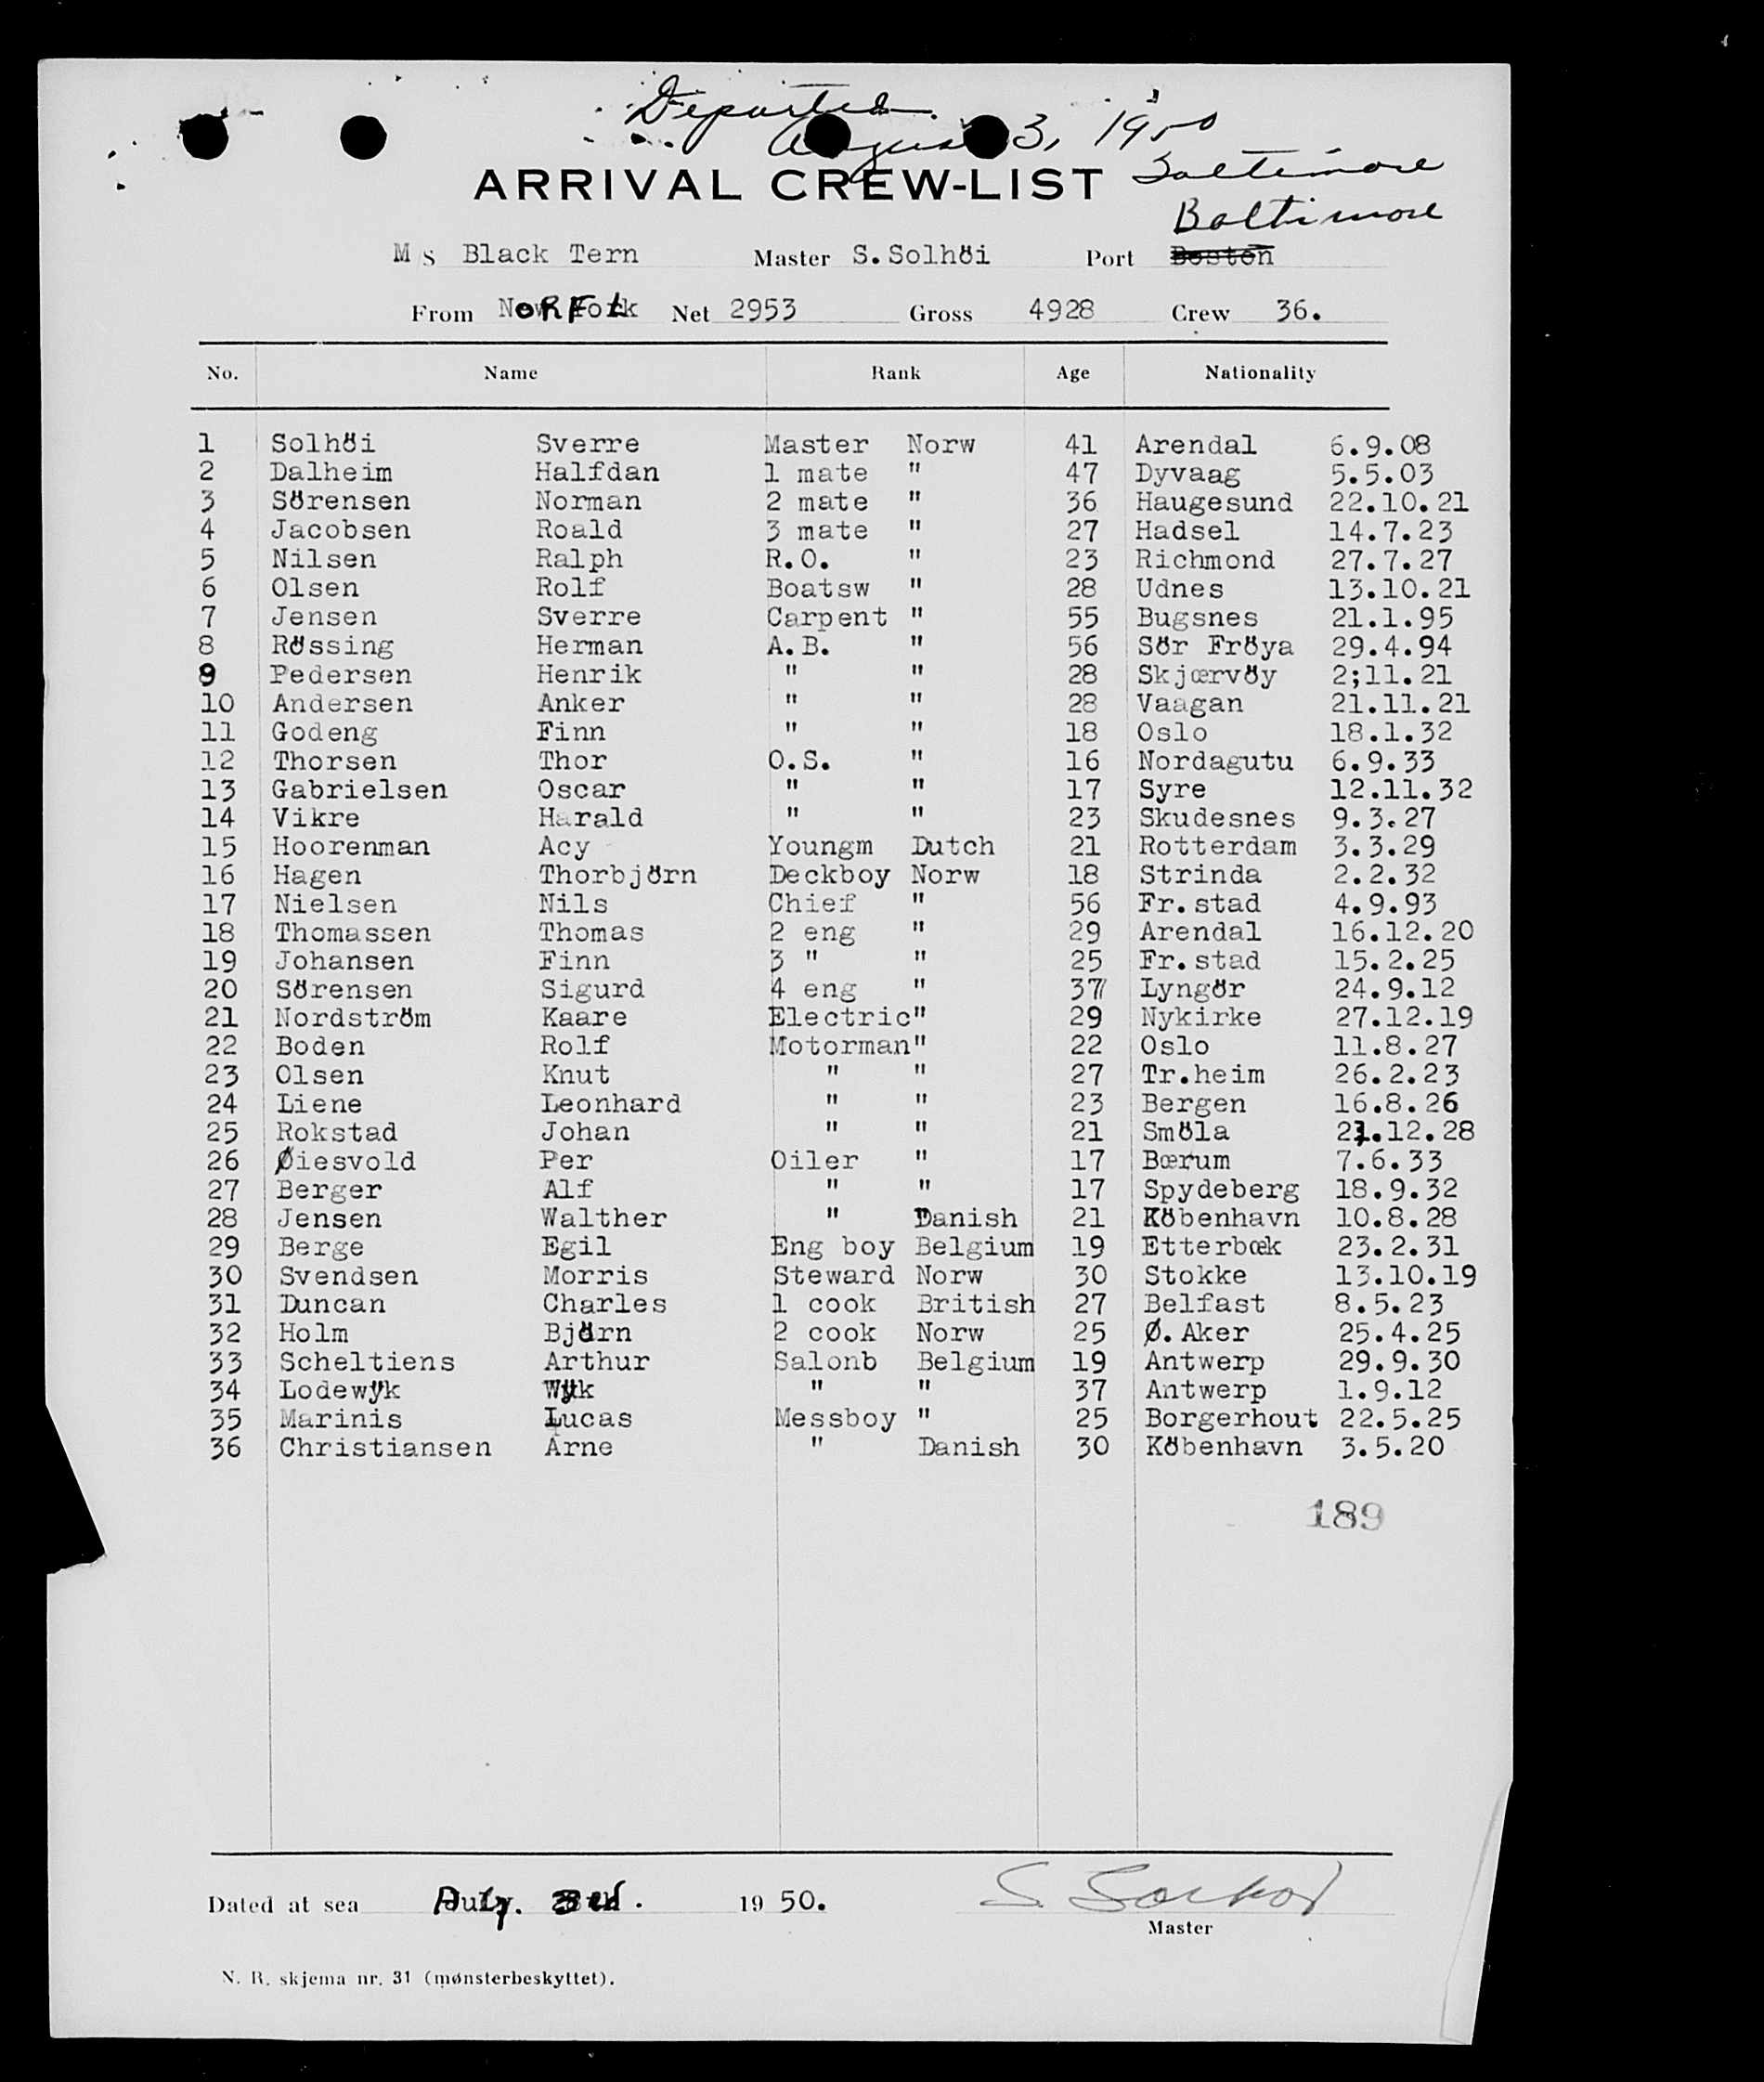 Departed
August 3, 1950
Baltimore
ARRIVAL CREW-LIST
Baltimore
M S Black Tern Master S.Solhöi Port Boston
From Norf Net 2953 Gross 4928 Crew 36.
No. Name Rank Age Nationality
1 Solhöi Sverre Master Norw 41 Arendal 6.9.08
2 Dalheim Halfdan 1 mate " 47 Dyvaag 5.5.03
3 Sörensen Norman 2 mate " 36 Haugesund 22.10.21
4 Jacobsen Roald 3 mate " 27 Hadsel 14.7.23
5 Nilsen Ralph R.O. " 23 Richmond 27.7.27
6 Olsen Rolf Boatsw " 28 Udnes 13.10.21
7 Jensen Sverre Carpent " 55 Bugsnes 21.1.95
8 Rössing Herman A.B. " 56 Sör Fröya 29.4.94
9 Pedersen Henrik " " 28 Skjœrvöy 2;11.21
10 Andersen Anker " " 28 Vaagan 21.11.21
11 Godeng Finn " " 18 Oslo 18.1.32
12 Thorsen Thor O.S. " 16 Nordagutu 6.9.33
13 Gabrielsen Oscar " " 17 Syre 12.11.32
14 Vikre Harald " " 23 Skudesnes 9.3.27
15 Hoorenman Acy Youngm Dutch 21 Rotterdam 3.3.29
16 Hagen Thorbjörn Deckboy Norw 18 Strinda 2.2.32
17 Nielsen Nils Chief " 56 Fr.stad 4.9.93
18 Thomassen Thomas 2 eng " 29 Arendal 16.12.20
19 Johansen Finn 3 " " 25 Fr.stad 15.2.25
20 Sörensen Sigurd 4 eng " 37 Lyngör 24.9.12
21 Nordström Kaare Electric" 29 Nykirke 27.12.19
22 Boden Rolf Motorman" 22 Oslo 11.8.27
23 Olsen Knut " " 27 Tr.heim 26.2.23
24 Liene Leonhard " " 23 Bergen 16.8.26
25 Rokstad Johan " " 21 Smöla 21.12.28
26 Øiesvold Per Oiler " 17 Bœrum 7.6.33
27 Berger Alf " " 17 Spydeberg 18.9.32
28 Jensen Walther " Danish 21 Köbenhavn 10.8.28
29 Berge Egil Eng boy Belgium 19 Etterbœk 23.2.31
30 Svendsen Morris Steward Norw 30 Stokke 13.10.19
31 Duncan Charles 1 cook British 27 Belfast 8.5.23
32 Holm Björn 2 cook Norw 25 Ø.Aker 25.4.25
33 Scheltiens Arthur Salonb Belgium 19 Antwerp 29.9.30
34 Lodewÿk Wÿk " " 37 Antwerp 1.9.12
35 Marinis Lucas Messboy " 25 Borgerhout 22.5.25
36 Christiansen Arne " Danish 30 Köbenhavn 3.5.20
189
Dated at sea Aug. 3rd. 19 50.
Master
N. R. skjema nr. 31 (mønsterbeskyttet).